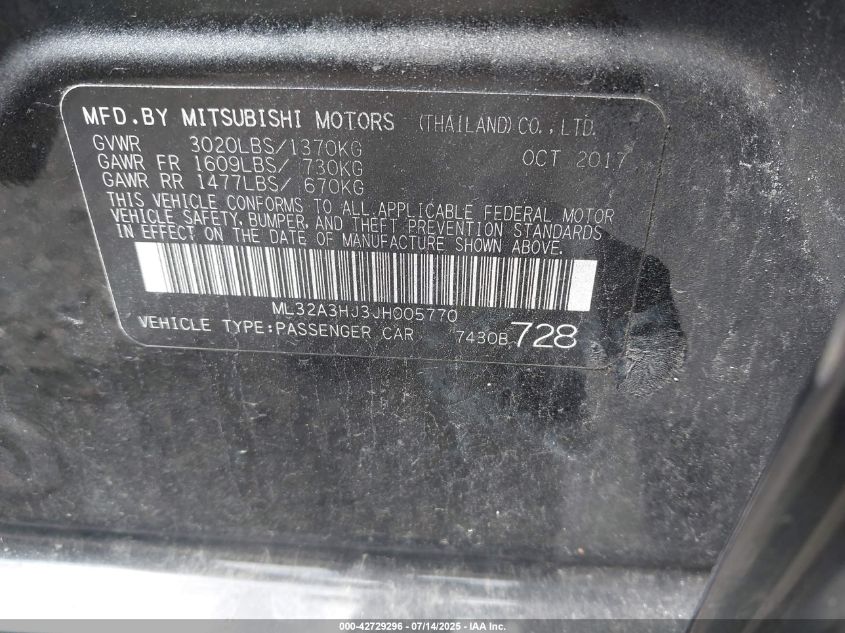 MFD.BY MITSUBISHI MOTORS (THAILAND)CO.,LTD.
GVWR 3020LBS/1370KG OCT 2017
GAWR FR 1609LBS/ 730KG
GAWR RR 1477LBS/ 670KG
THIS VEHICLE CONFORMS TO ALL APPLICABLE FEDERAL MOTOR
VEHICLE SAFETY, BUMPER, AND THEFT PREVENTION STANDARDS
IN EFFECT ON THE DATE OF MANUFACTURE SHOWN ABOVE.
ML32A3HJ3JH005770
VEHICLE TYPE:PASSENGER CAR 7430B 728
000-42729296 - 07/14/2025 - IAA Inc.